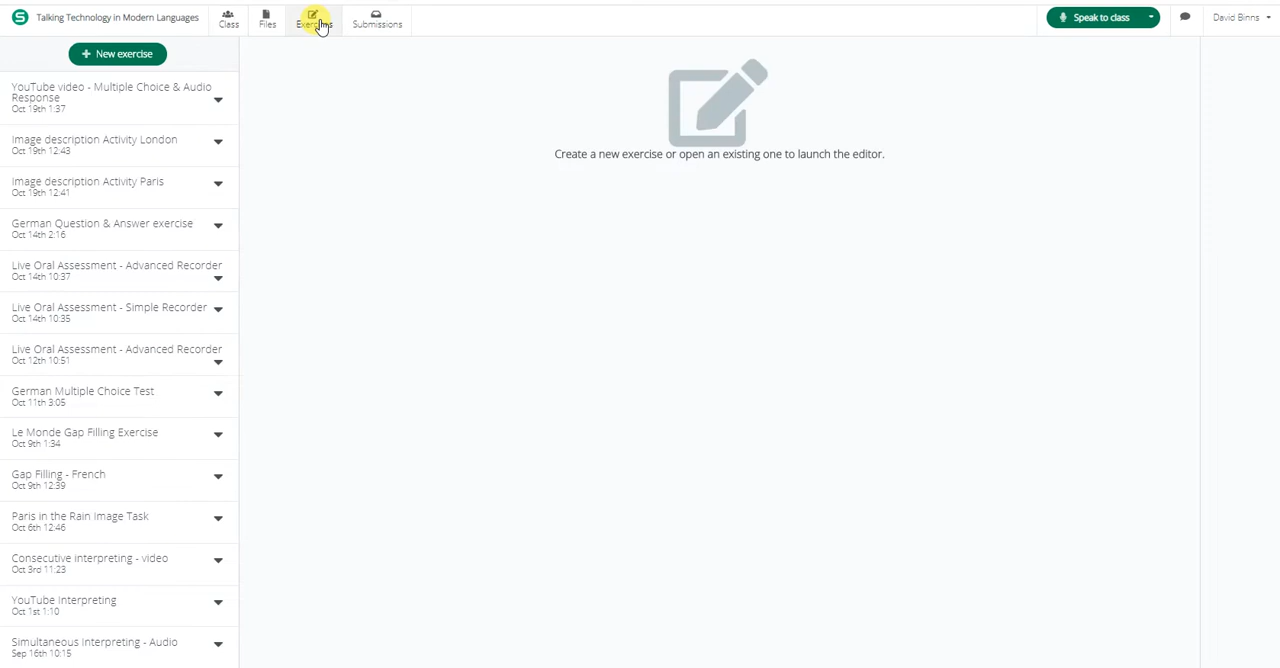 S Talking Technology in Modern Languages
Class
Files
Exercises
Submissions
Speak to class
David Binns
+ New exercise
YouTube video - Multiple Choice & Audio
Response
Oct 19th 1:37
Image description Activity London
Oct 19th 12:43
Image description Activity Paris
Oct 19th 12:41
German Question & Answer exercise
Oct 14th 2:16
Live Oral Assessment - Advanced Recorder
Oct 14th 10:37
Live Oral Assessment - Simple Recorder
Oct 14th 10:35
Live Oral Assessment - Advanced Recorder
Oct 12th 10:51
German Multiple Choice Test
Oct 11th 3:05
Le Monde Gap Filling Exercise
Oct 9th 1:34
Gap Filling - French
Oct 9th 12:39
Paris in the Rain Image Task
Oct 6th 12:46
Consecutive interpreting - video
Oct 3rd 11:23
YouTube Interpreting
Oct 1st 1:10
Simultaneous Interpreting - Audio
Sep 16th 10:15
Create a new exercise or open an existing one to launch the editor.